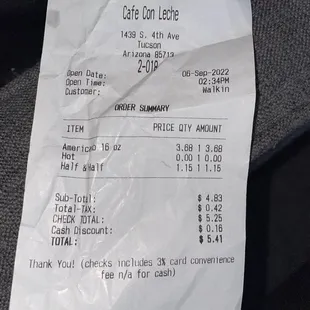 Cafe Con Leche
1439 S. 4th Ave
Tucson
Arizona 85713
2-018
Open Date: 06-Sep-2022
Open Time: 02:34PM
Customer: Walkin
ORDER SUMMARY
ITEM PRICE QTY AMOUNT
Americano 16 oz 3.68 1 3.68
Hot 0.00 1 0.00
Half & Half 1.15 1 1.15
Sub-Total: $ 4.83
Total-TAX: $ 0.42
CHECK TOTAL: $ 5.25
Cash Discount: $ 0.16
TOTAL: $ 5.41
Thank You! (checks includes 3% card convenience
fee n/a for cash)